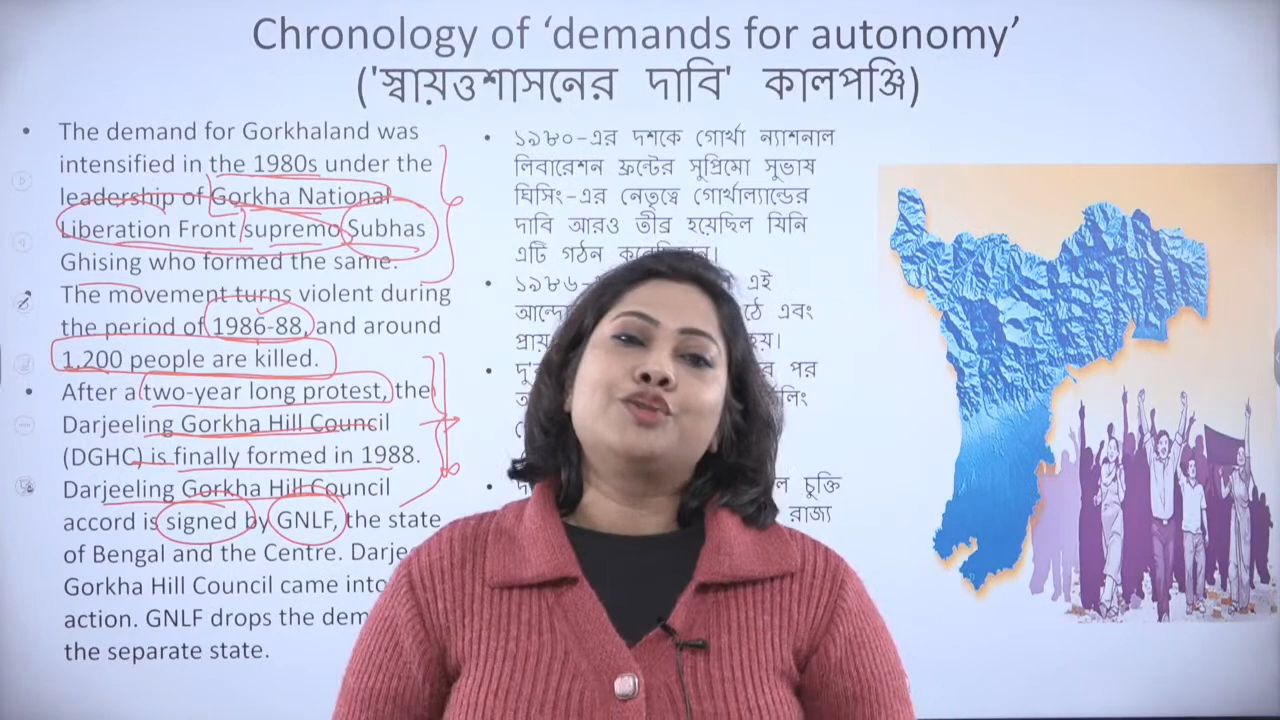 Chronology of ‘demands for autonomy’
('স্বায়ত্তশাসনের দাবি' কালপঞ্জি)
• The demand for Gorkhaland was
intensified in the 1980s under the
leadership of Gorkha National
Liberation Front supremo Subhas
Ghising who formed the same.
The movement turns violent during
the period of 1986-88, and around
1,200 people are killed.
• After a two-year long protest, the
Darjeeling Gorkha Hill Council
(DGHC) is finally formed in 1988.
Darjeeling Gorkha Hill Council
accord is signed by GNLF, the state
of Bengal and the Centre.
Gorkha Hill Council came into
action. GNLF drops the
the separate state.
• ১৯৮০-এর দশকে গোর্খা ন্যাশনাল
লিবারেশন ফ্রন্টের সুপ্রিমো সুভাষ
ঘিসিং-এর নেতৃত্বে গোর্খাল্যান্ডের
দাবি আরও তীব্র হয়েছিল যিনি
এটি গঠন
• এই
এবং
প্রায়
• পর
•
চুক্তি
রাজ্য